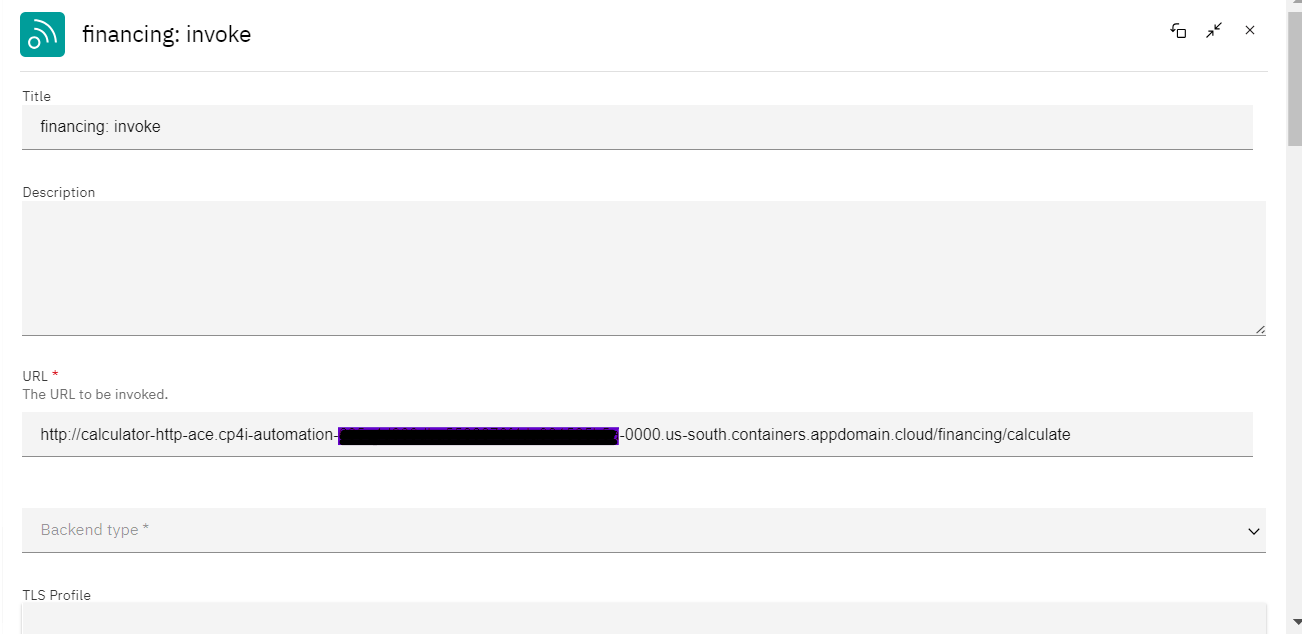 financing: invoke
Title
financing: invoke
Description
URL *
The URL to be invoked.
http://calculator-http-ace.cp4i-automation- -0000.us-south.containers.appdomain.cloud/financing/calculate
Backend type *
TLS Profile